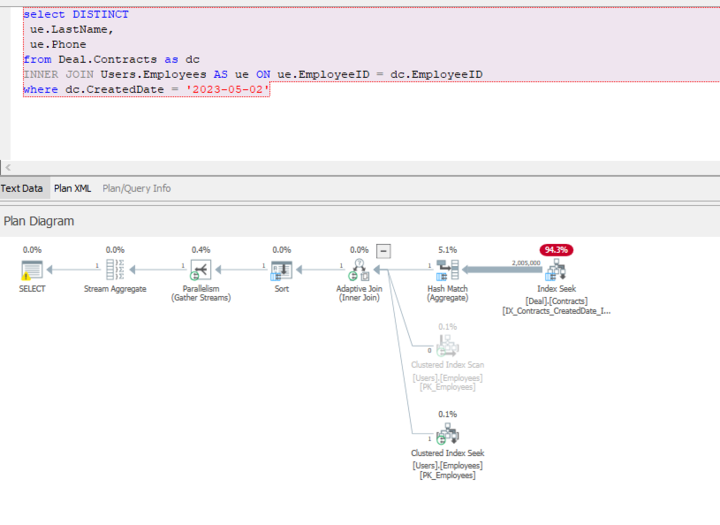 select DISTINCT
ue.LastName,
ue.Phone
from Deal.Contracts as dc
INNER JOIN Users.Employees AS ue ON ue.EmployeeID = dc.EmployeeID
where dc.CreatedDate = '2023-05-02'
Text Data Plan XML Plan/Query Info
Plan Diagram
0.0% 0.0% 0.4% 0.0% 0.0% 5.1% 94.3%
1 1 1 1 1 2,005,000
SELECT Stream Aggregate Parallelism Sort Adaptive Join Hash Match Index Seek
(Gather Streams) (Inner Join) (Aggregate) [Deal].[Contracts]
[IX_Contracts_CreatedDate_I...
0.1%
0
Clustered Index Scan
[Users].[Employees]
[PK_Employees]
0.1%
1
Clustered Index Seek
[Users].[Employees]
[PK_Employees]